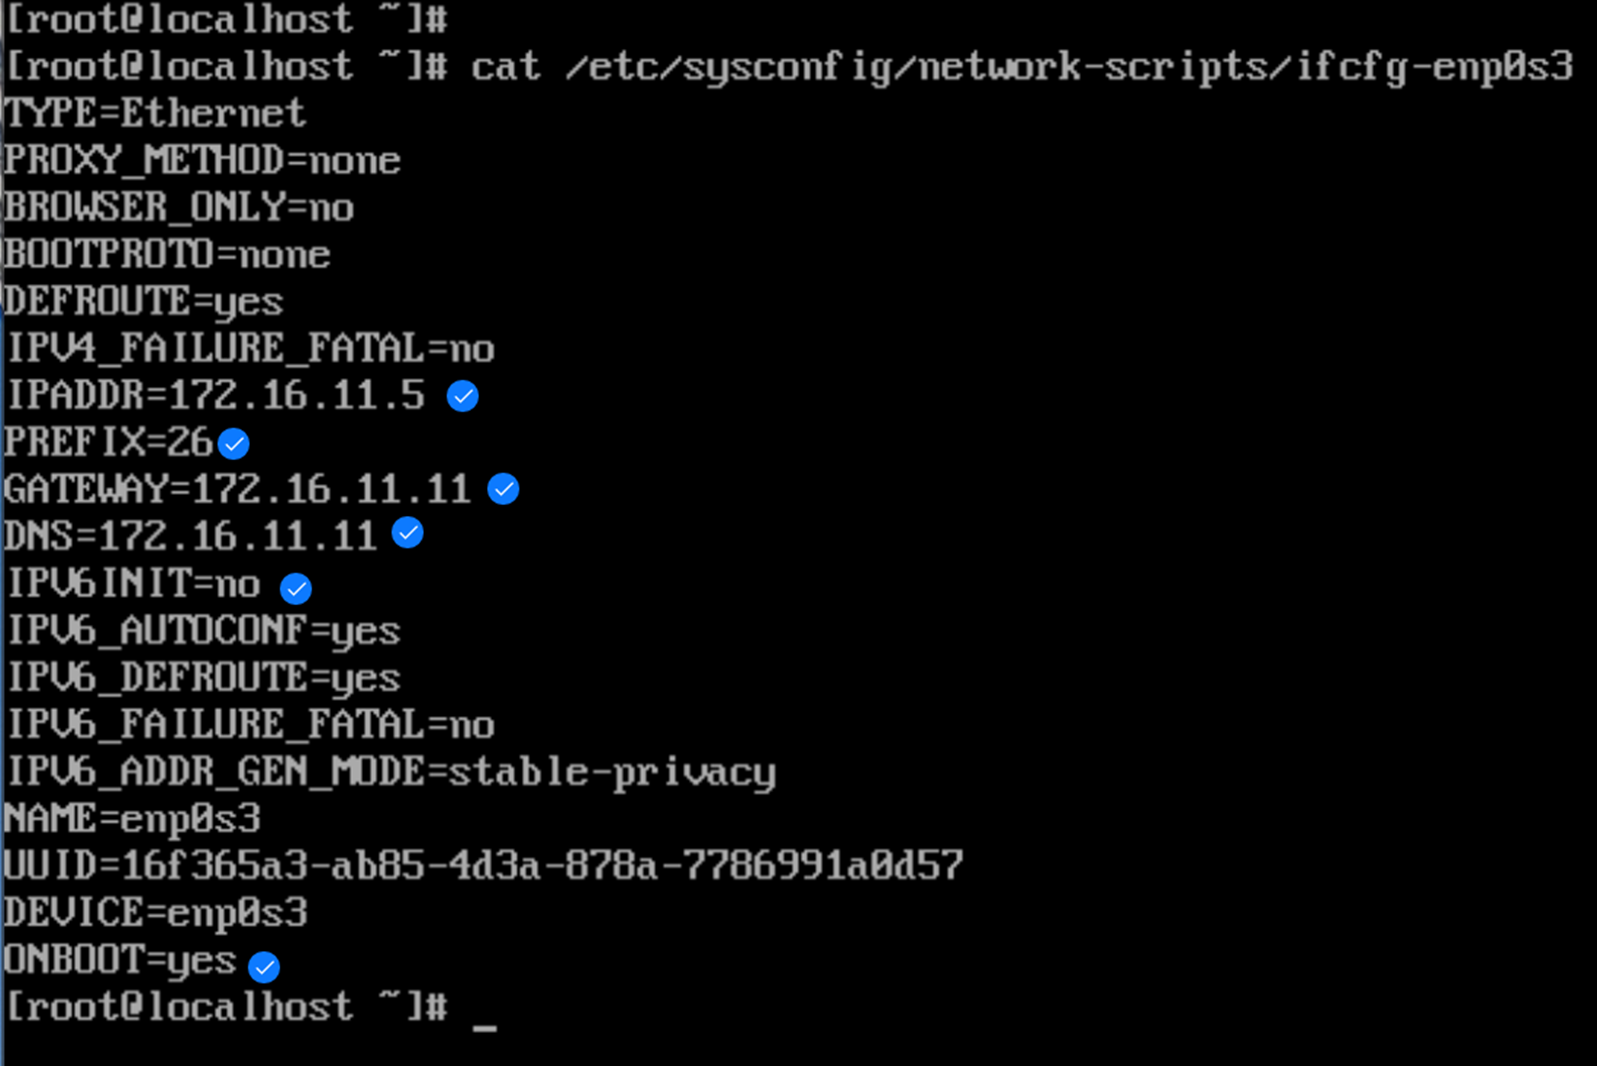 [root@localhost ~]#
[root@localhost ~]# cat /etc/sysconfig/network-scripts/ifcfg-enp0s3
TYPE=Ethernet
PROXY_METHOD=none
BROWSER_ONLY=no
BOOTPROTO=none
DEFROUTE=yes
IPV4_FAILURE_FATAL=no
IPADDR=172.16.11.5
PREFIX=26
GATEWAY=172.16.11.11
DNS=172.16.11.11
IPV6INIT=no
IPV6_AUTOCONF=yes
IPV6_DEFROUTE=yes
IPV6_FAILURE_FATAL=no
IPV6_ADDR_GEN_MODE=stable-privacy
NAME=enp0s3
UUID=16f365a3-ab85-4d3a-878a-7786991a0d57
DEVICE=enp0s3
ONBOOT=yes
[root@localhost ~]# _